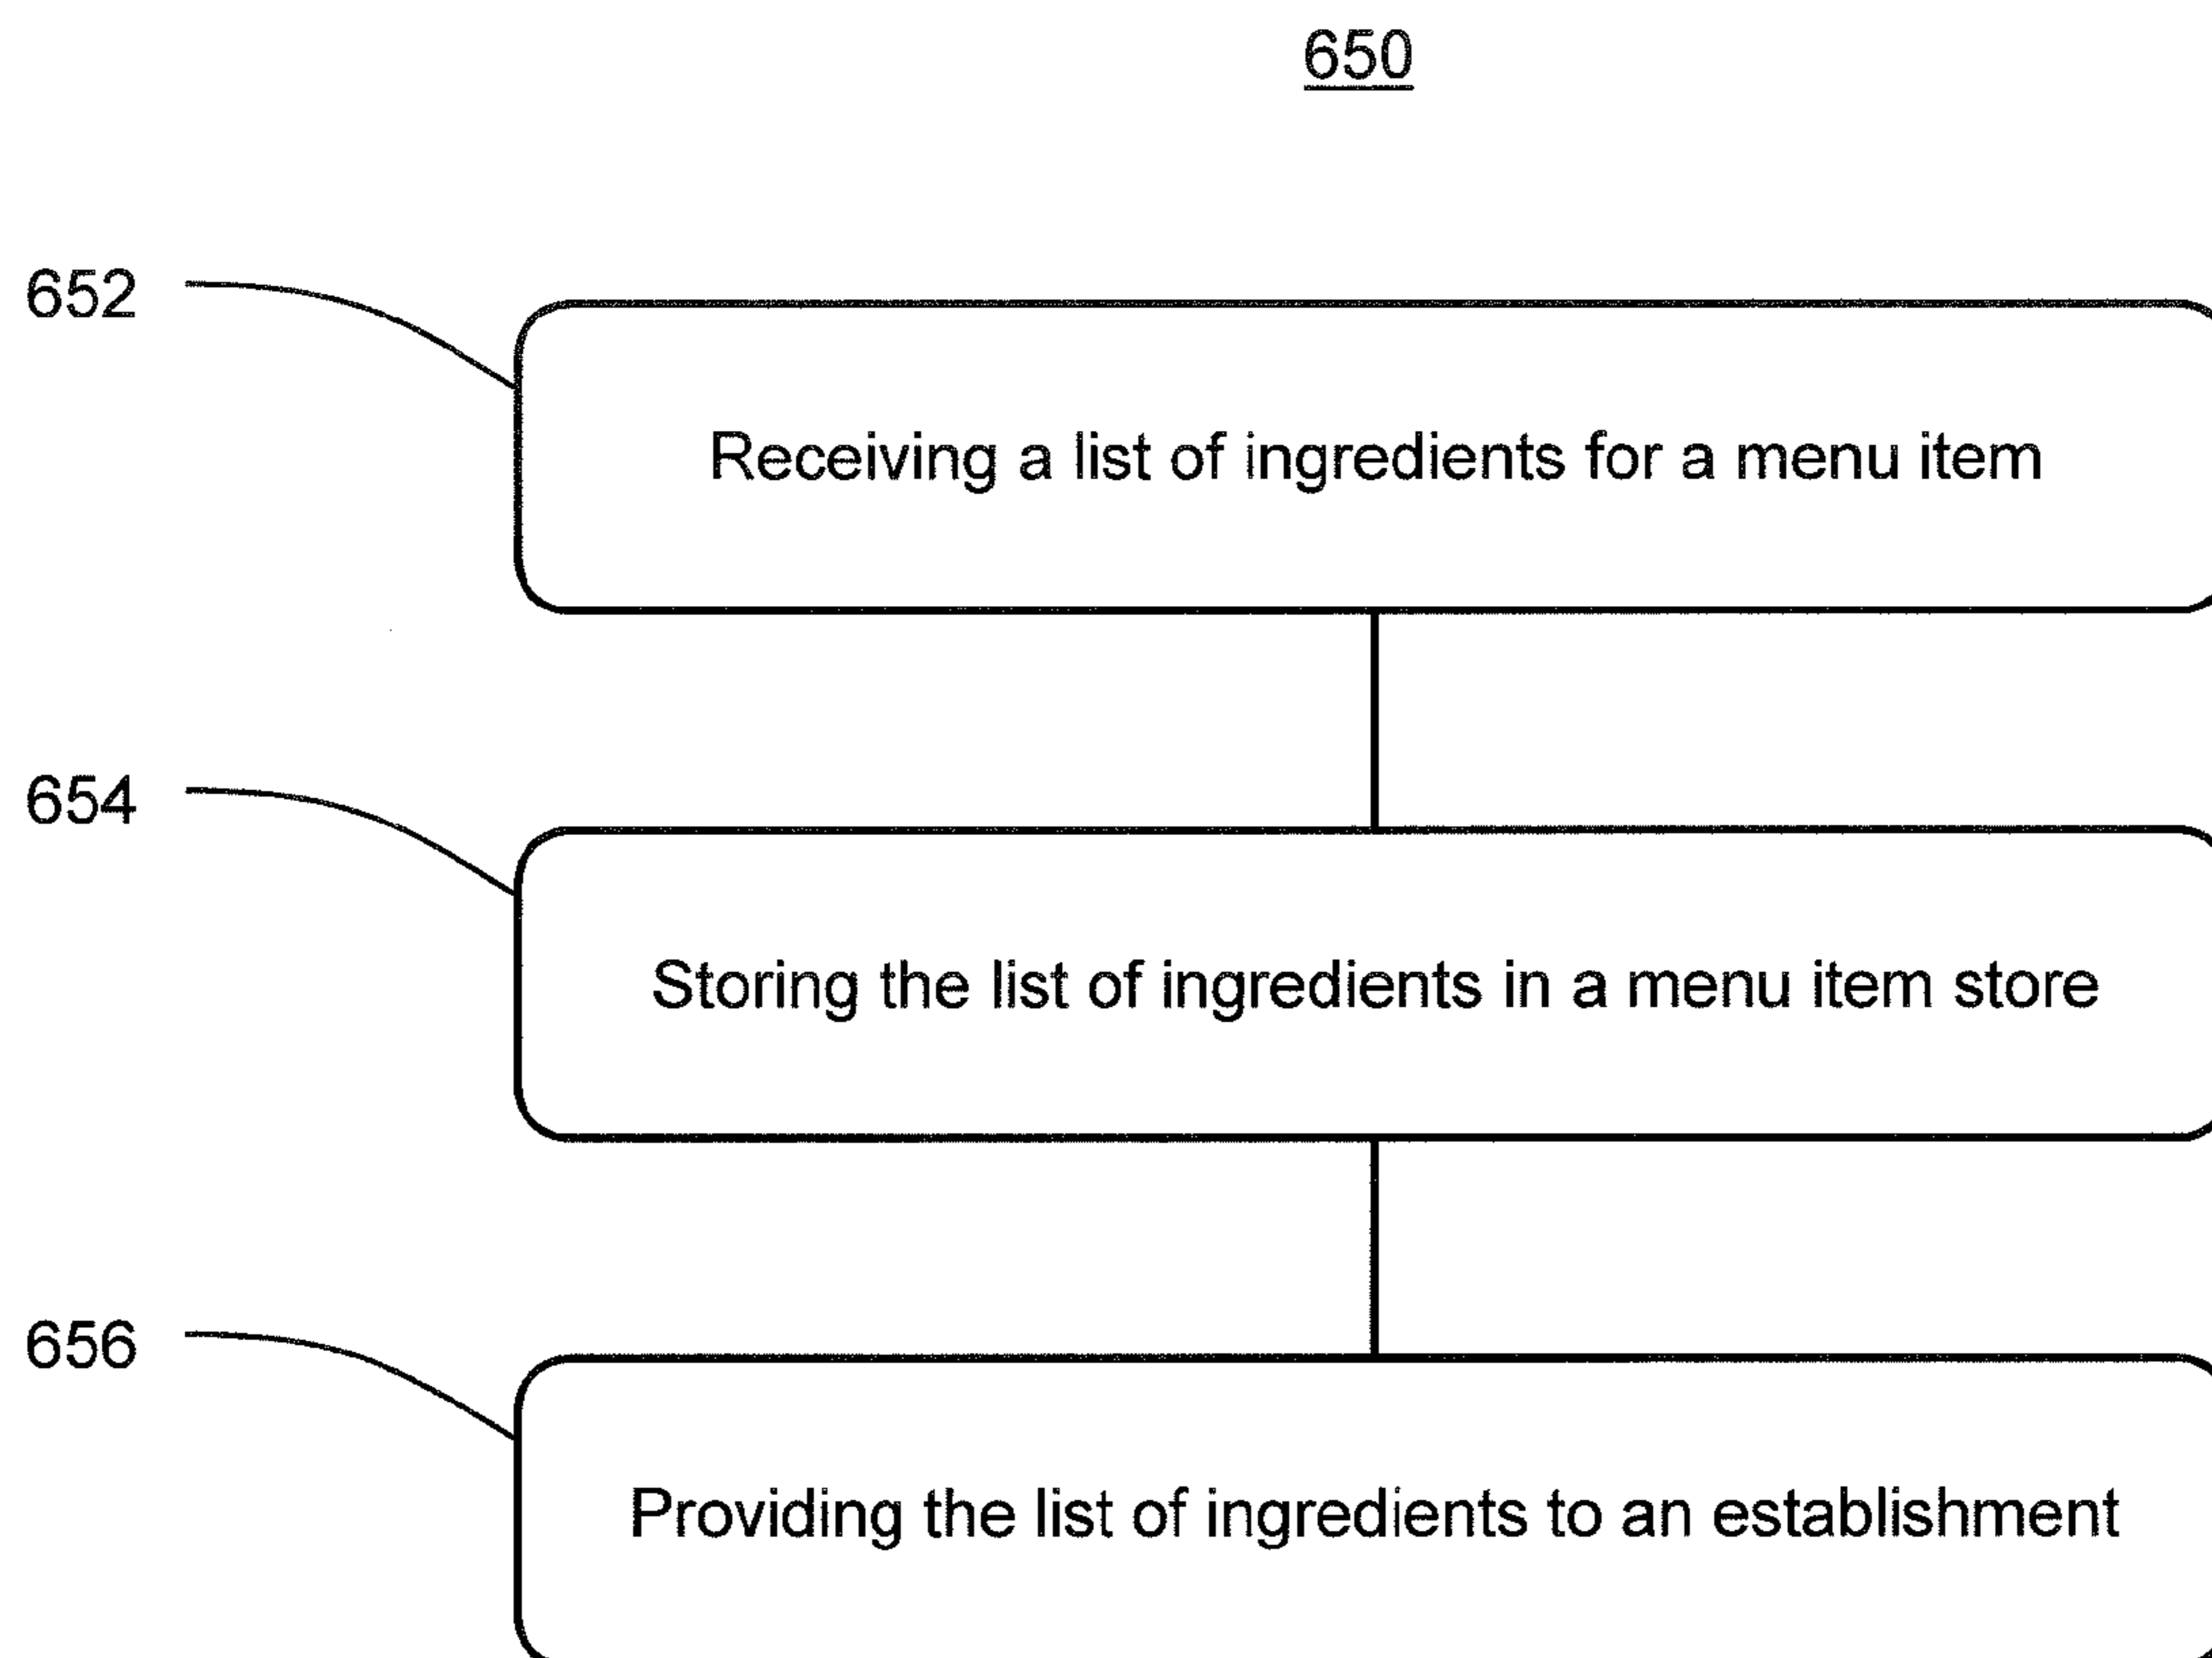 650
652
Receiving a list of ingredients for a menu item
654
Storing the list of ingredients in a menu item store
656
Providing the list of ingredients to an establishment